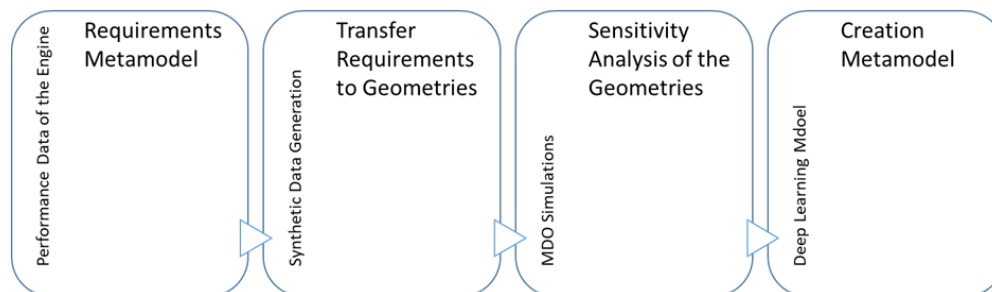 Performance Data of the Engine
Requirements
Metamodel
Synthetic Data Generation
Transfer
Requirements
to Geometries
MDO Simulations
Sensitivity
Analysis of the
Geometries
Deep Learning Mdoel
Creation
Metamodel